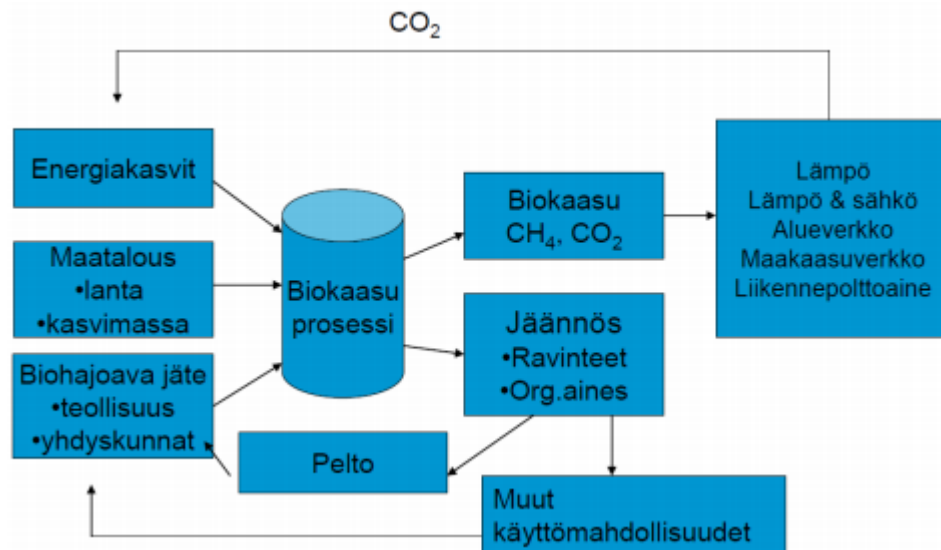 CO₂
Energiakasvit
Maatalous
•lanta
•kasvimassa
Biohajoava jäte
•teollisuus
•yhdyskunnat
Biokaasu
prosessi
Biokaasu
CH₄, CO₂
Jäännös
•Ravinteet
•Org.aines
Lämpö
Lämpö & sähkö
Alueverkko
Maakaasuverkko
Liikennepolttoaine
Pelto
Muut
käyttömahdollisuudet